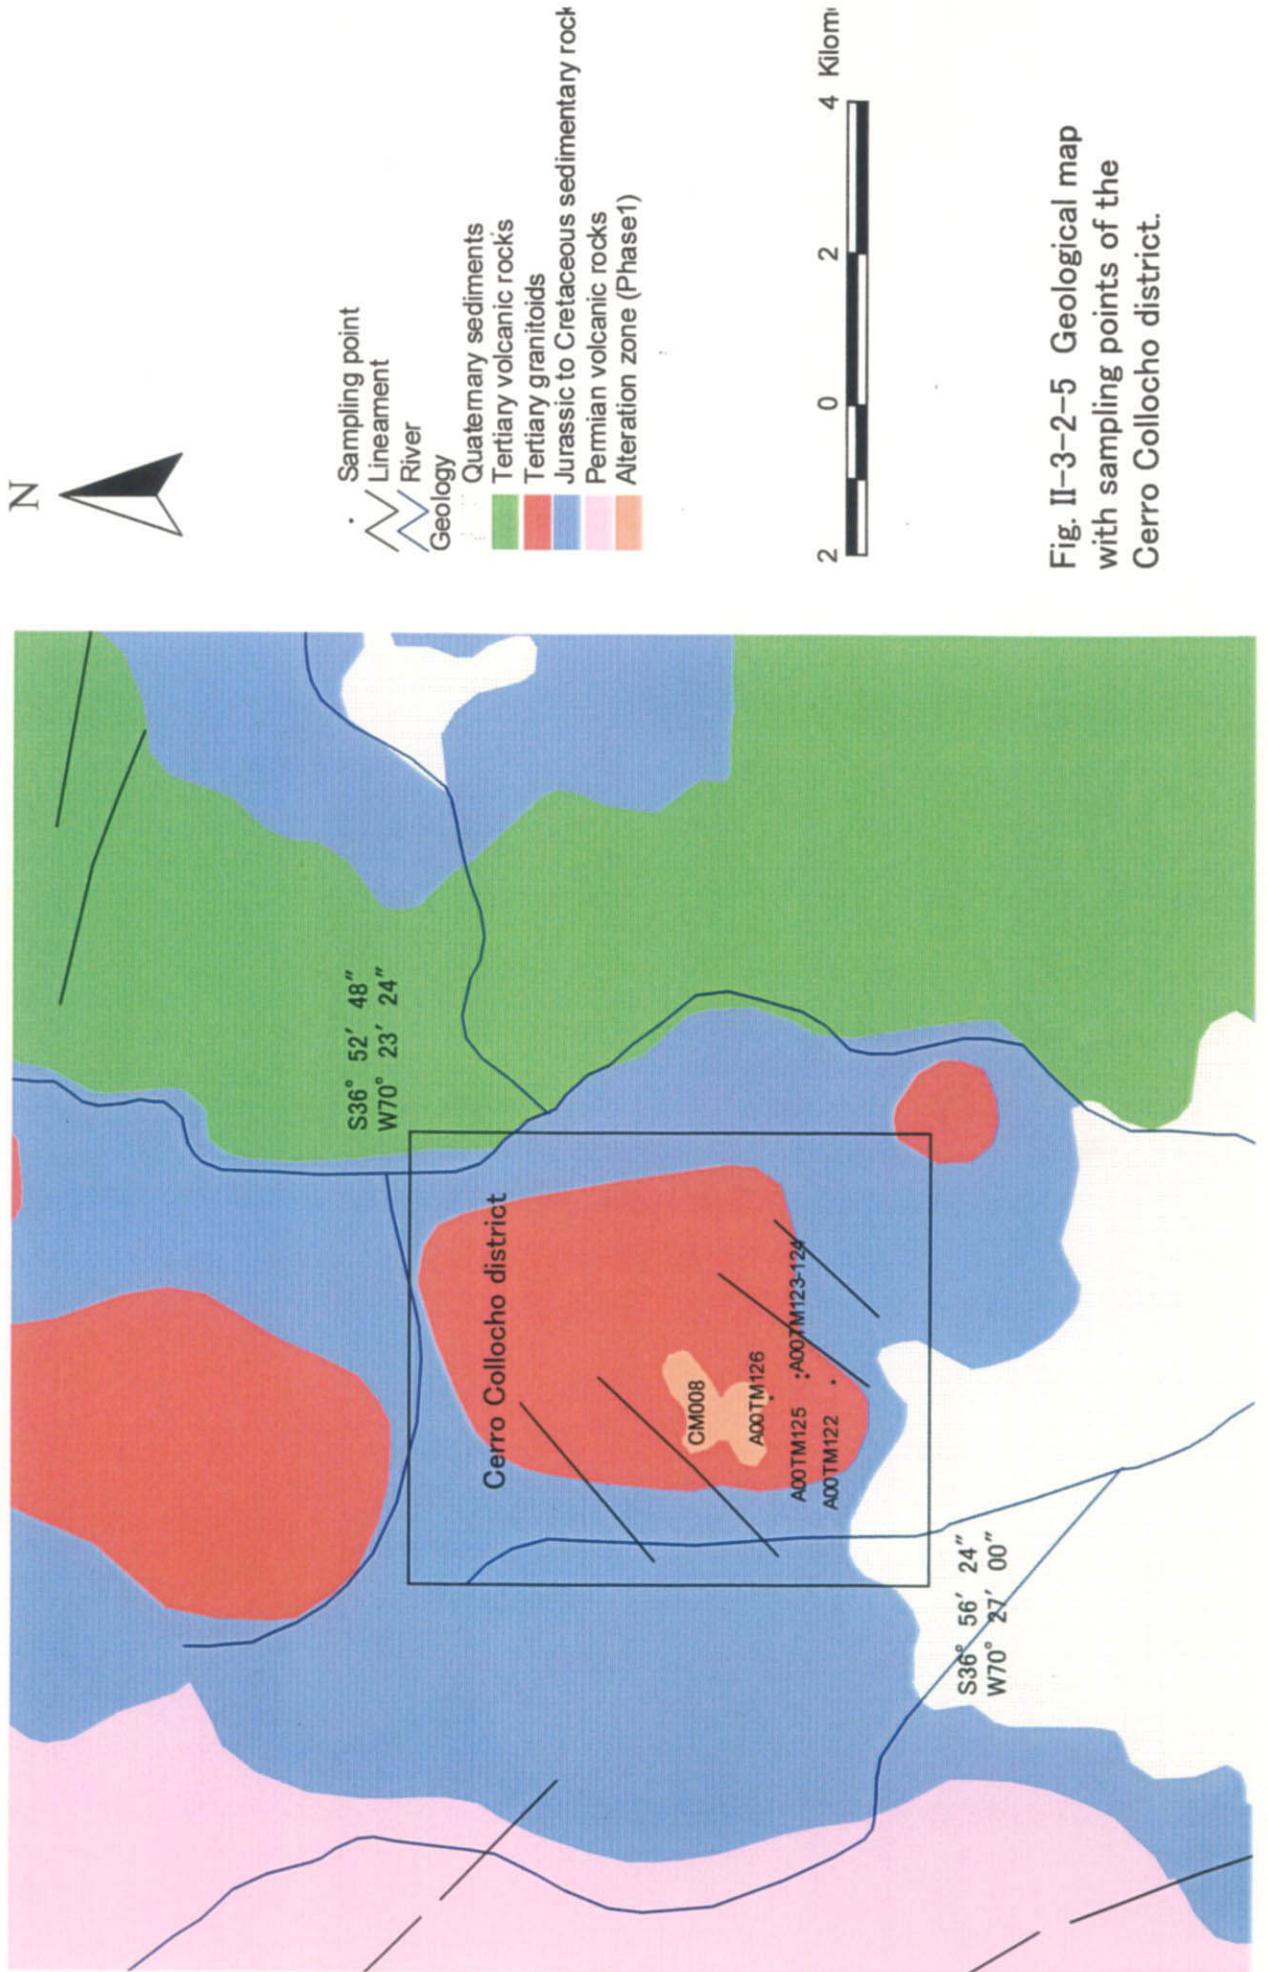 N
Sampling point
Lineament
River
Geology
Quaternary sediments
Tertiary volcanic rocks
Tertiary granitoids
Jurassic to Cretaceous sedimentary rock
Permian volcanic rocks
Alteration zone (Phase1)
2 0 2 4 Kilom
Fig. II-3-2-5 Geological map
with sampling points of the
Cerro Collocho district.
S36° 52′ 48″
W70° 23′ 24″
Cerro Collocho district
CM008
A00TM126
A00TM125
A00TM123-124
A00TM122
S36° 56′ 24″
W70° 27′ 00″